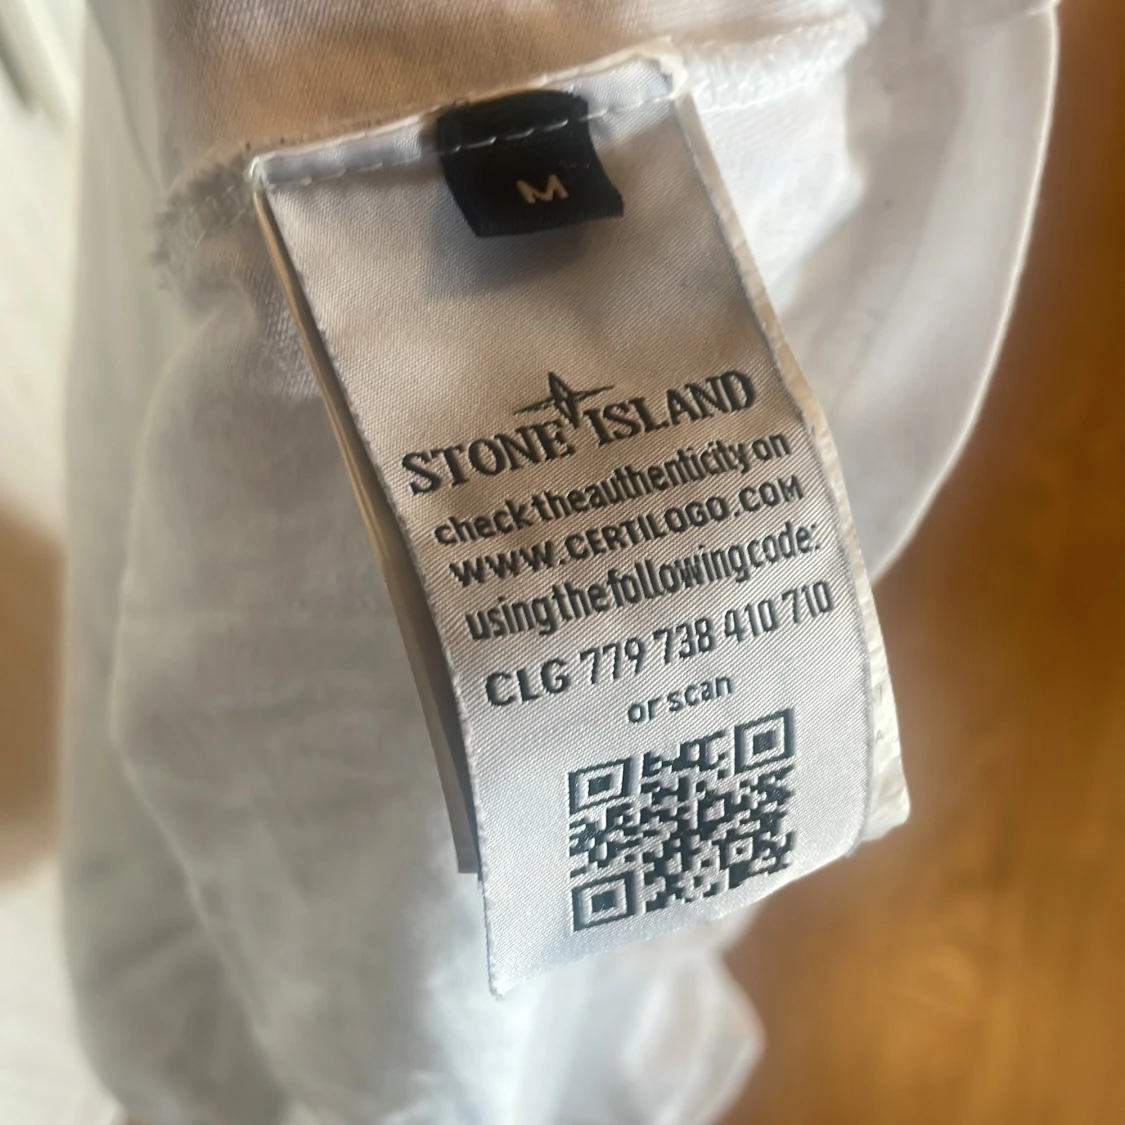 M
STONE ISLAND
check the authenticity on
WWW.CERTILOGO.COM
using the following code:
CLG 779 738 410 710
or scan